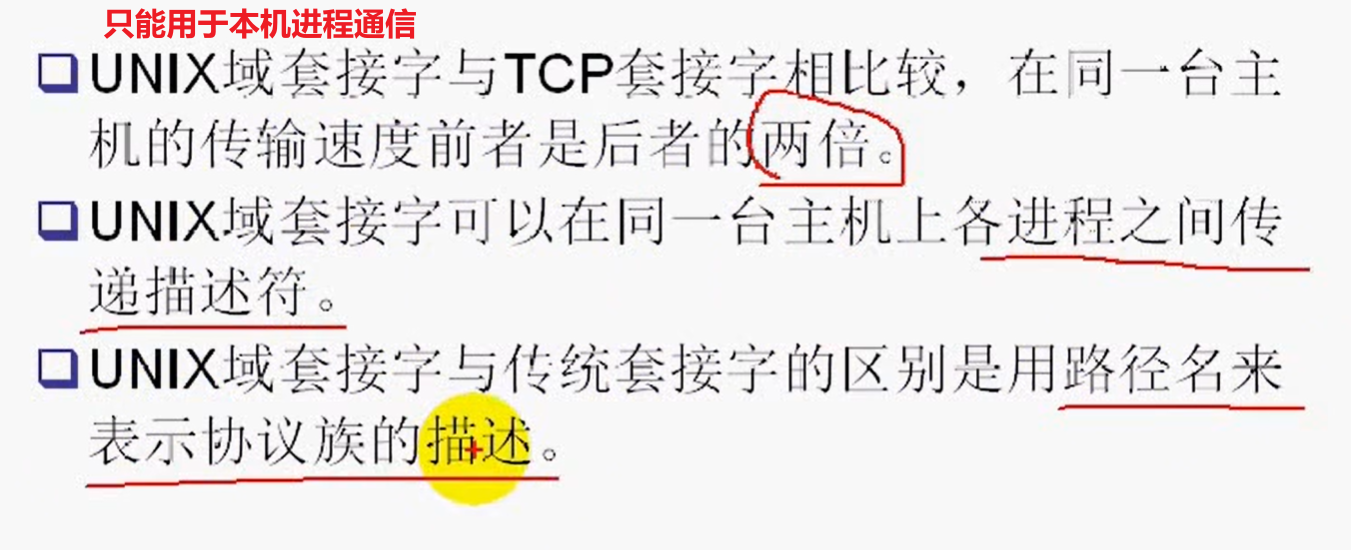 只能用于本机进程通信
UNIX域套接字与TCP套接字相比较，在同一台主
机的传输速度前者是后者的两倍。
UNIX域套接字可以在同一台主机上各进程之间传
递描述符。
UNIX域套接字与传统套接字的区别是用路径名来
表示协议族的描述。